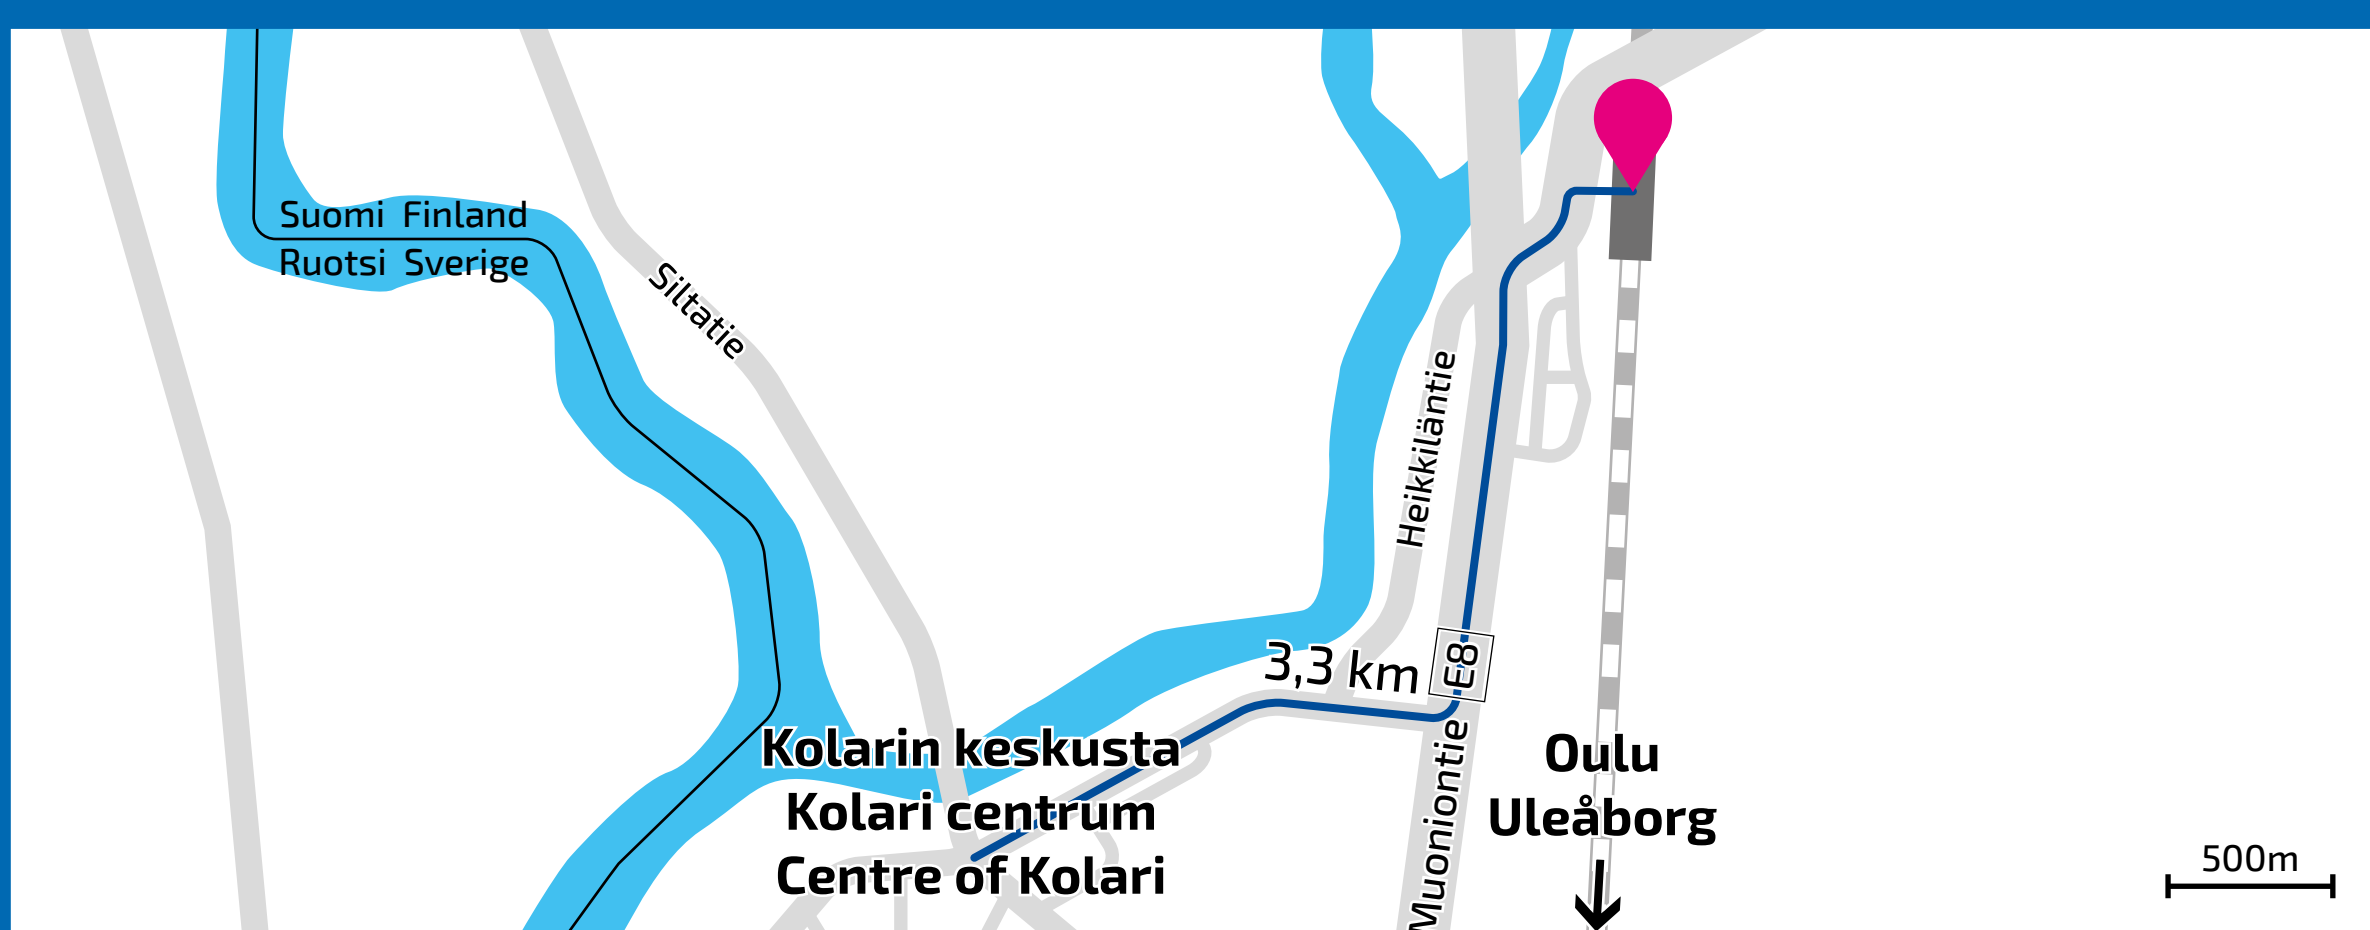 Suomi Finland
Ruotsi Sverige
Siltatie
Heikkiläntie
3,3 km
E8
Muoniontie
Kolarin keskusta
Kolari centrum
Centre of Kolari
Oulu
Uleåborg
500m